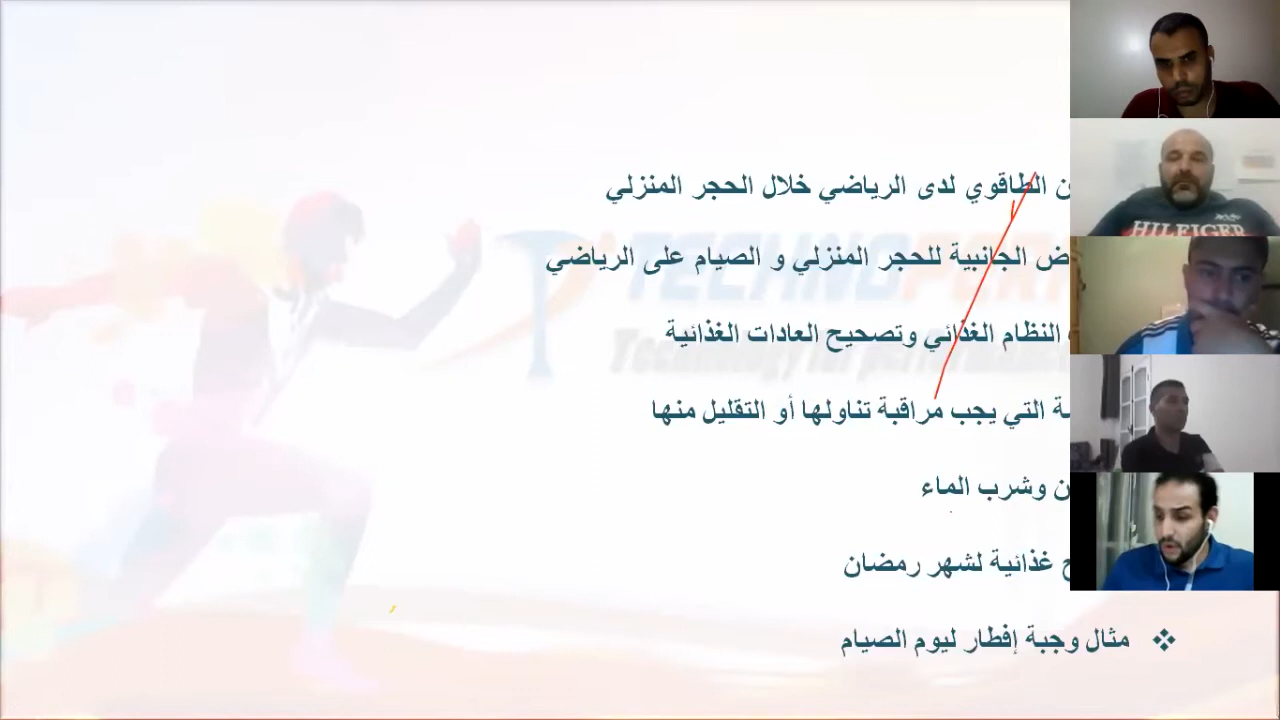 الطاقوي لدى الرياضي خلال الحجر المنزلي
الجانبية للحجر المنزلي و الصيام على الرياضي
النظام الغذائي وتصحيح العادات الغذائية
التي يجب مراقبة تناولها أو التقليل منها
وشرب الماء
غذائية لشهر رمضان
❖ مثال وجبة إفطار ليوم الصيام
HILFIGER